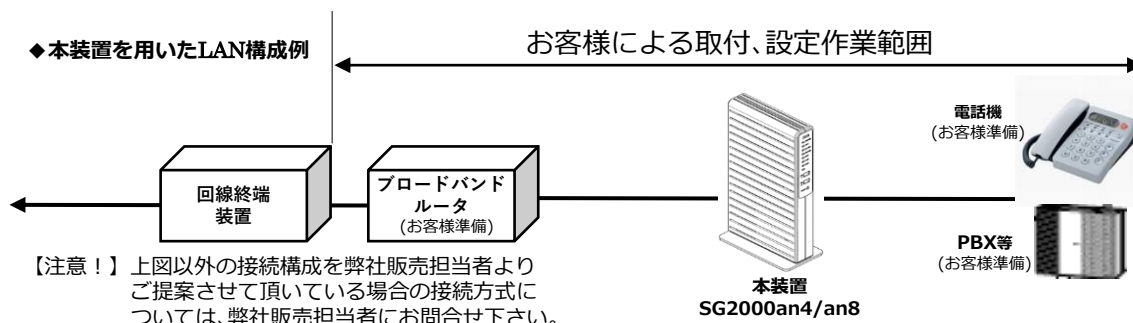 ◆本装置を用いたLAN構成例
お客様による取付、設定作業範囲
電話機
(お客様準備)
回線終端
装置
ブロードバンド
ルータ
(お客様準備)
PBX等
(お客様準備)
本装置
SG2000an4/an8
【注意！】上図以外の接続構成を弊社販売担当者より
ご提案させて頂いている場合の接続方式に
ついては、弊社販売担当者にお問合せ下さい。